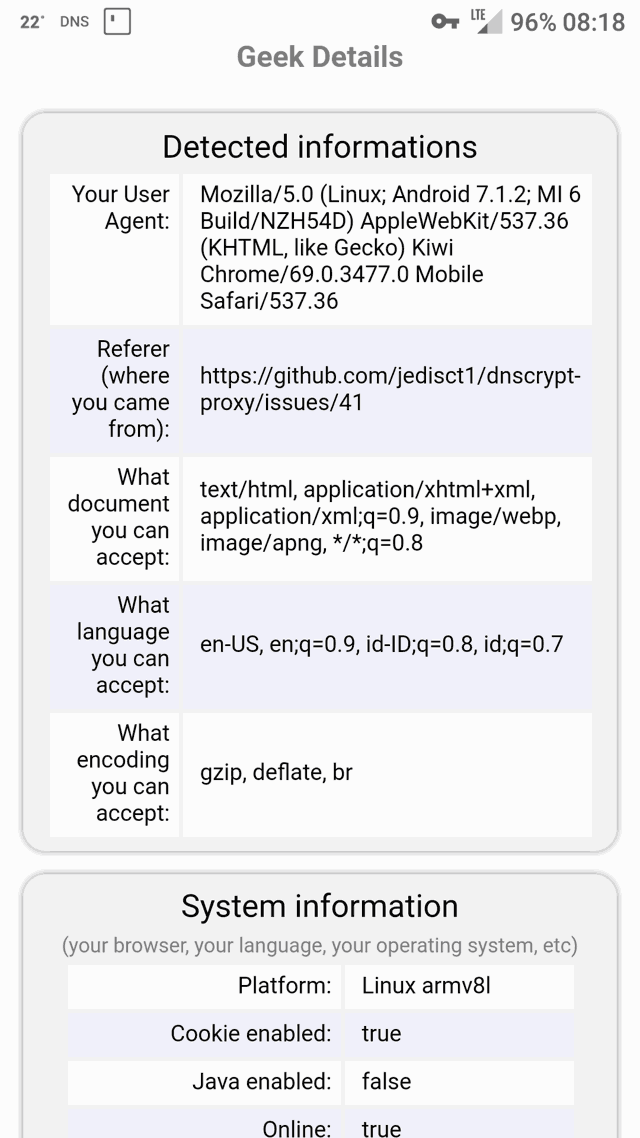 22° DNS LTE 96% 08:18
Geek Details
Detected informations
Your User
Agent:
Mozilla/5.0 (Linux; Android 7.1.2; MI 6
Build/NZH54D) AppleWebKit/537.36
(KHTML, like Gecko) Kiwi
Chrome/69.0.3477.0 Mobile
Safari/537.36
Referer
(where
you came
from):
https://github.com/jedisct1/dnscrypt-
proxy/issues/41
What
document
you can
accept:
text/html, application/xhtml+xml,
application/xml;q=0.9, image/webp,
image/apng, */*;q=0.8
What
language
you can
accept:
en-US, en;q=0.9, id-ID;q=0.8, id;q=0.7
What
encoding
you can
accept:
gzip, deflate, br
System information
(your browser, your language, your operating system, etc)
Platform: Linux armv8l
Cookie enabled: true
Java enabled: false
Online: true